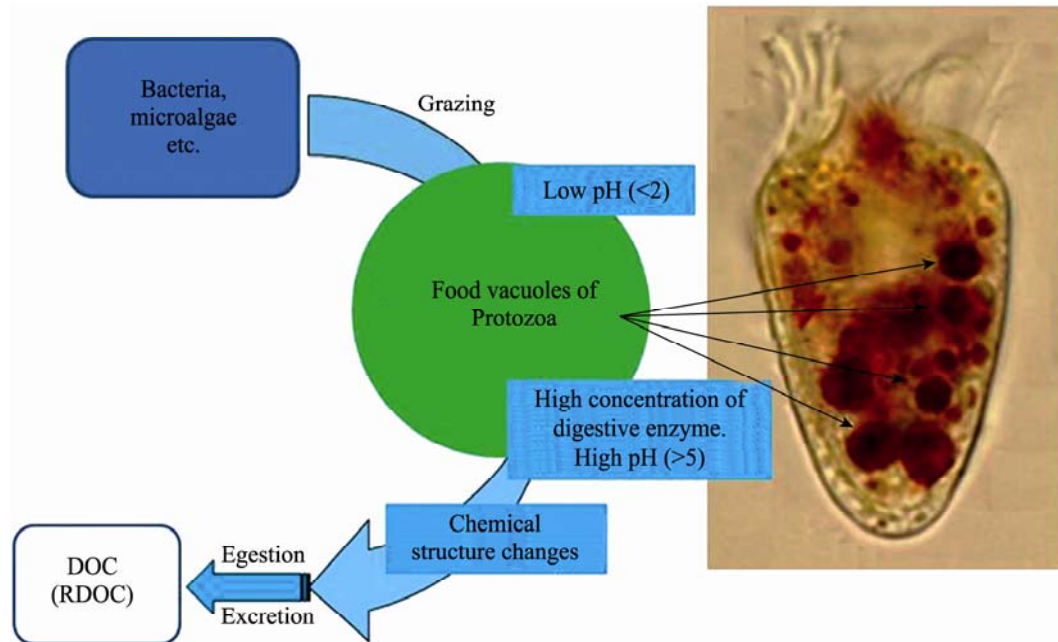 Bacteria,
microalgae
etc.
Grazing
Low pH (<2)
Food vacuoles of
Protozoa
High concentration of
digestive enzyme.
High pH (>5)
Chemical
structure changes
Egestion
Excretion
DOC
(RDOC)